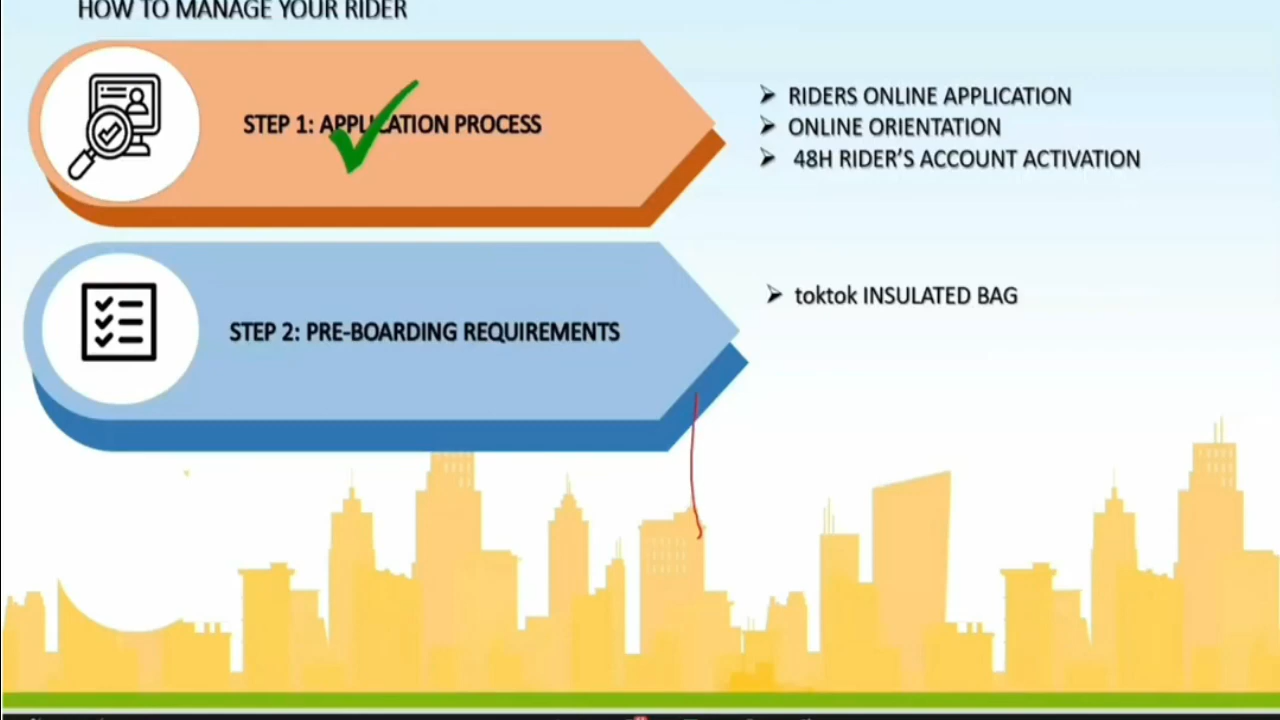 HOW TO MANAGE YOUR RIDER
STEP 1: APPLICATION PROCESS
RIDERS ONLINE APPLICATION
ONLINE ORIENTATION
48H RIDER'S ACCOUNT ACTIVATION
STEP 2: PRE-BOARDING REQUIREMENTS
toktok INSULATED BAG